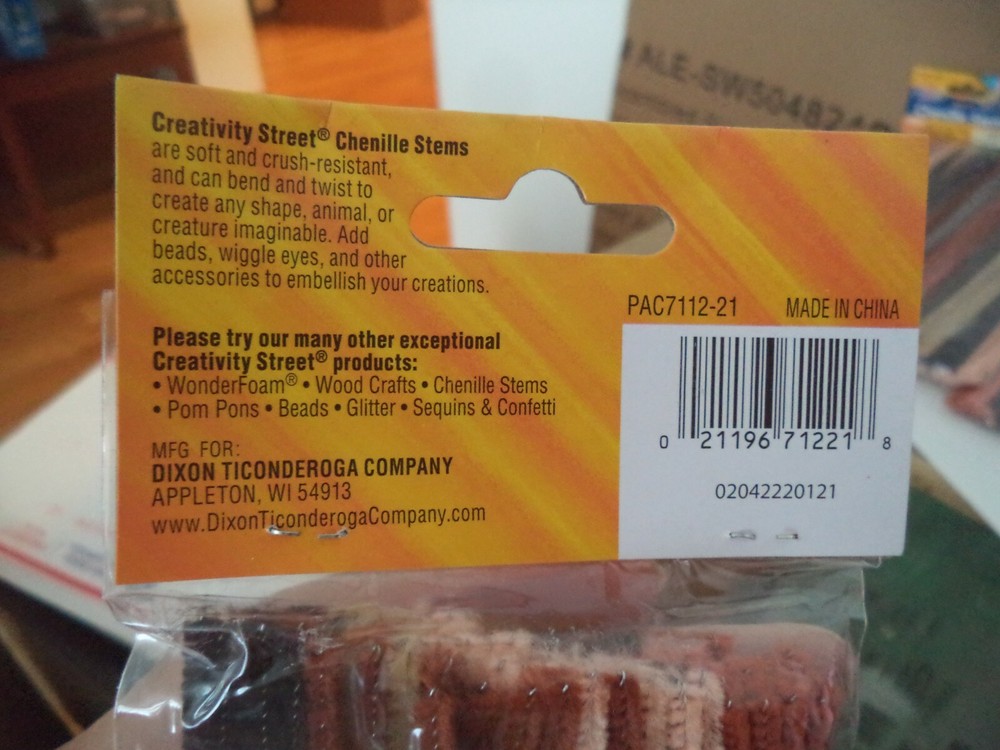 Creativity Street® Chenille Stems
are soft and crush-resistant,
and can bend and twist to
create any shape, animal, or
creature imaginable. Add
beads, wiggle eyes, and other
accessories to embellish your creations.
Please try our many other exceptional
Creativity Street® products:
• WonderFoam® • Wood Crafts • Chenille Stems
• Pom Pons • Beads • Glitter • Sequins & Confetti
MFG FOR:
DIXON TICONDEROGA COMPANY
APPLETON, WI 54913
www.DixonTiconderogaCompany.com
PAC7112-21 MADE IN CHINA
0 21196 71221 8
02042220121